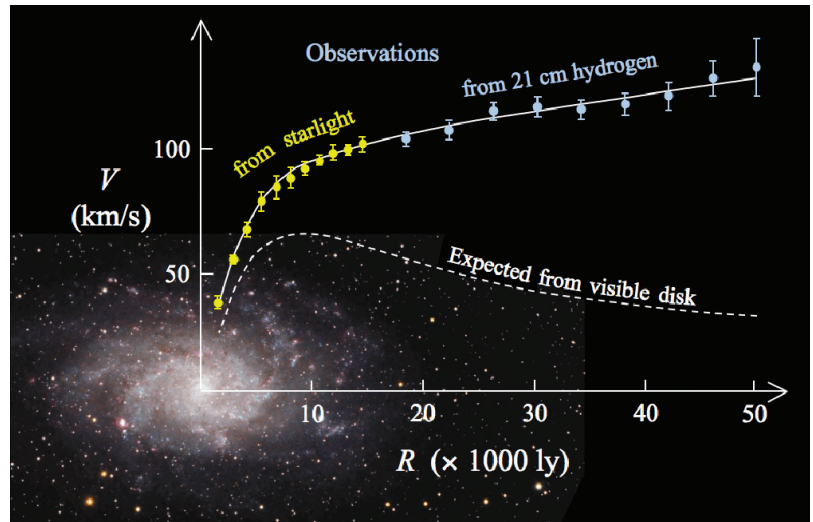 Observations
from 21 cm hydrogen
from starlight
100
V
(km/s)
50
Expected from visible disk
10 20 30 40 50
R (× 1000 ly)